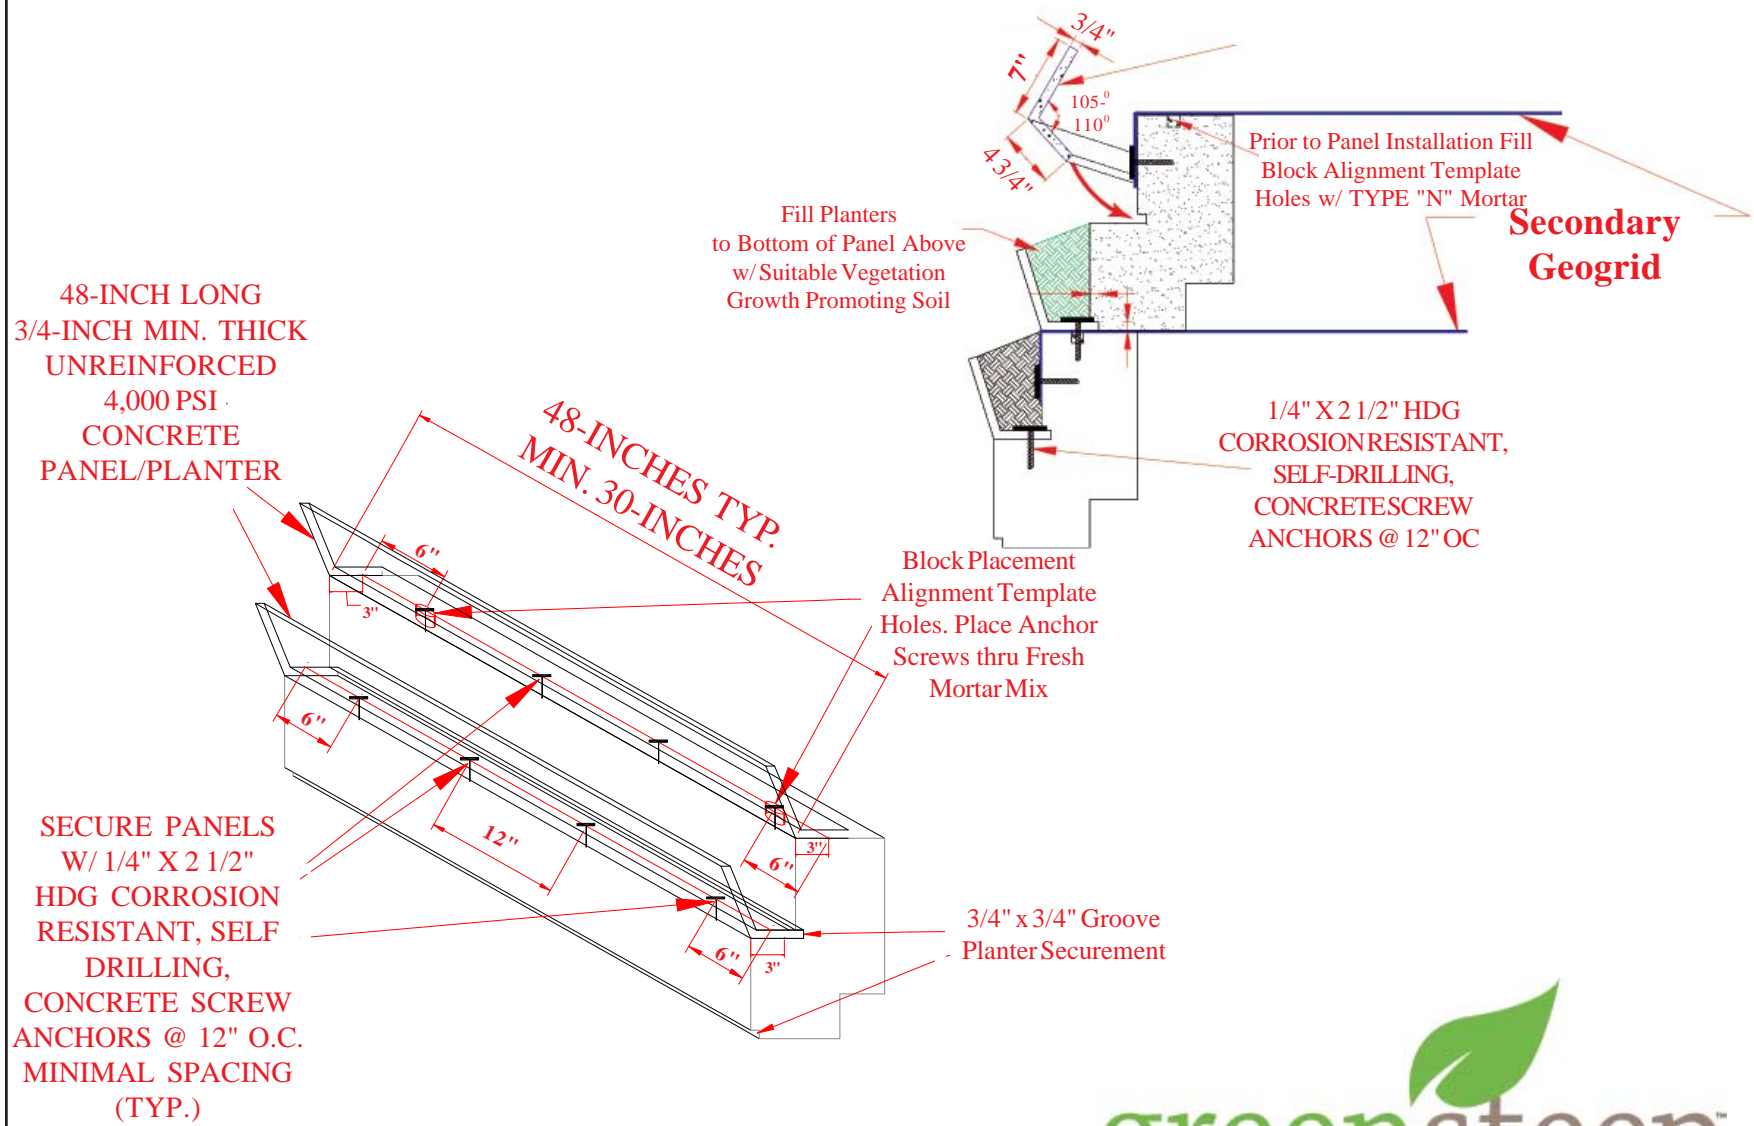 3/4"
7"
105-0
1100
4 3/4"
Prior to Panel Installation Fill
Block Alignment Template
Holes w/ TYPE "N" Mortar
Secondary
Geogrid
Fill Planters
to Bottom of Panel Above
w/ Suitable Vegetation
Growth Promoting Soil
48-INCH LONG
3/4-INCH MIN. THICK
UNREINFORCED
4,000 PSI
CONCRETE
PANEL/PLANTER
48-INCHES TYP.
MIN. 30-INCHES
1/4" X 2 1/2" HDG
CORROSION RESISTANT,
SELF-DRILLING,
CONCRETE SCREW
ANCHORS @ 12" OC
6"
3"
Block Placement
Alignment Template
Holes. Place Anchor
Screws thru Fresh
Mortar Mix
6"
12"
3"
6"
6"
3"
SECURE PANELS
W/ 1/4" X 2 1/2"
HDG CORROSION
RESISTANT, SELF
DRILLING,
CONCRETE SCREW
ANCHORS @ 12" O.C.
MINIMAL SPACING
(TYP.)
3/4" x 3/4" Groove
Planter Securement
greensteep™